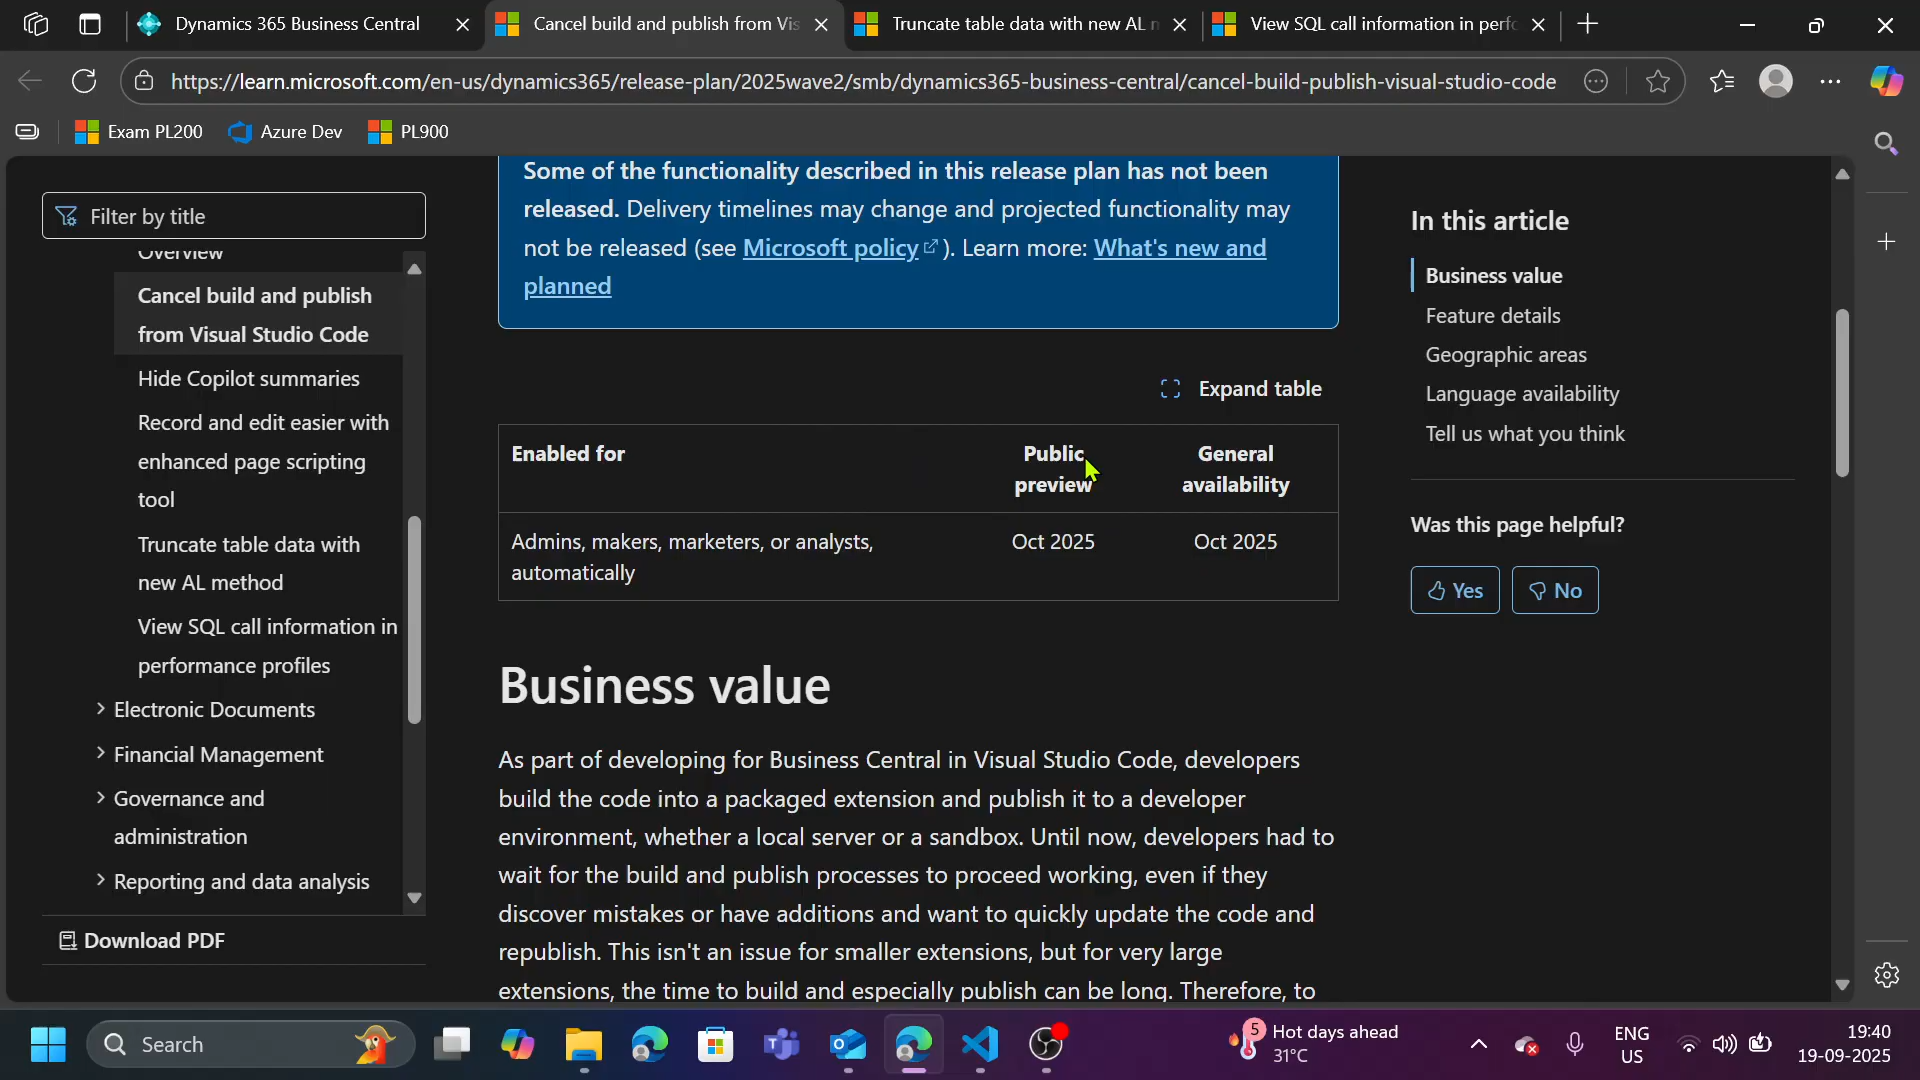 Dynamics 365 Business Central
Cancel build and publish from Vis
Truncate table data with new AL m
View SQL call information in perfo
https://learn.microsoft.com/en-us/dynamics365/release-plan/2025wave2/smb/dynamics365-business-central/cancel-build-publish-visual-studio-code
Exam PL200
Azure Dev
PL900
Filter by title
Overview
Cancel build and publish
from Visual Studio Code
Hide Copilot summaries
Record and edit easier with
enhanced page scripting
tool
Truncate table data with
new AL method
View SQL call information in
performance profiles
Electronic Documents
Financial Management
Governance and
administration
Reporting and data analysis
Download PDF
Some of the functionality described in this release plan has not been
released. Delivery timelines may change and projected functionality may
not be released (see Microsoft policy). Learn more: What's new and
planned
Expand table
Enabled for
Public
preview
General
availability
Admins, makers, marketers, or analysts,
automatically
Oct 2025
Oct 2025
Business value
As part of developing for Business Central in Visual Studio Code, developers
build the code into a packaged extension and publish it to a developer
environment, whether a local server or a sandbox. Until now, developers had to
wait for the build and publish processes to proceed working, even if they
discover mistakes or have additions and want to quickly update the code and
republish. This isn't an issue for smaller extensions, but for very large
extensions, the time to build and especially publish can be long. Therefore, to
In this article
Business value
Feature details
Geographic areas
Language availability
Tell us what you think
Was this page helpful?
Yes
No
Search
5
Hot days ahead
31°C
ENG
US
19:40
19-09-2025